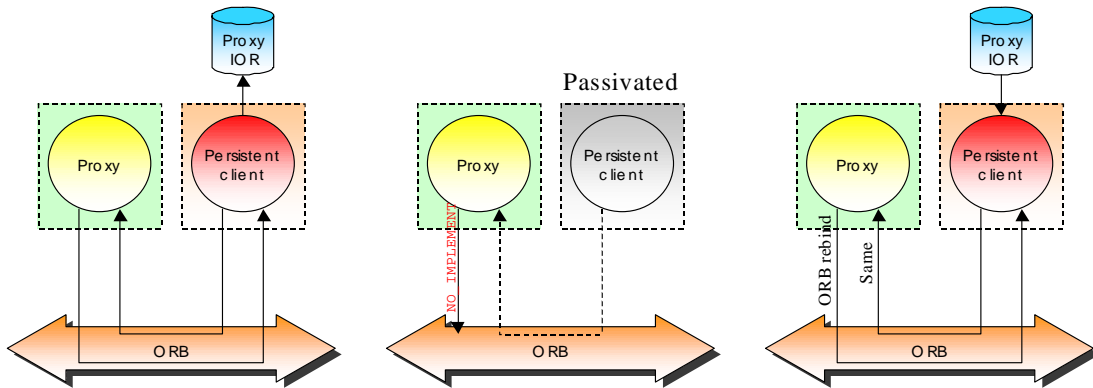 Proxy
IOR
Proxy
Persistent
client
ORB
Passivated
Proxy
Persistent
client
NO_IMPLEMENT
ORB
Proxy
IOR
Proxy
Persistent
client
ORB rebind
Same
ORB